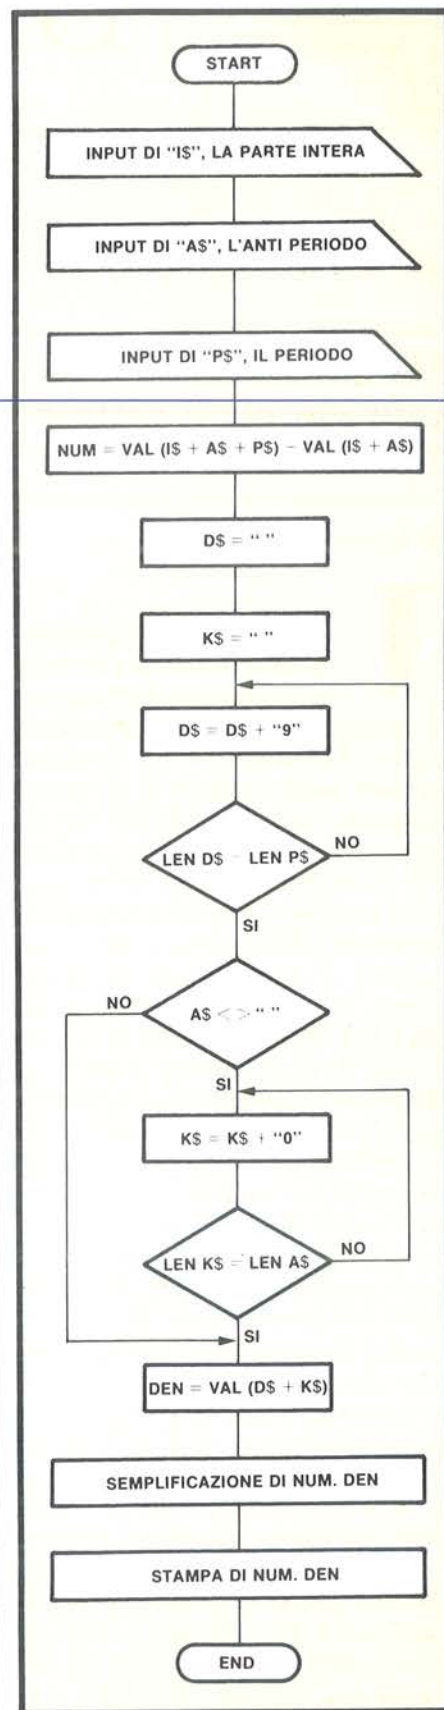 START
INPUT DI “I$”, LA PARTE INTERA
INPUT DI “A$”, L'ANTI PERIODO
INPUT DI “P$”, IL PERIODO
NUM = VAL (I$ + A$ + P$) – VAL (I$ + A$)
D$ = “ ”
K$ = “ ”
D$ = D$ + “9”
LEN D$ = LEN P$
NO
SI
NO
A$ <> “ ”
SI
K$ = K$ + “0”
LEN K$ = LEN A$
NO
SI
DEN = VAL (D$ + K$)
SEMPLIFICAZIONE DI NUM. DEN
STAMPA DI NUM. DEN
END